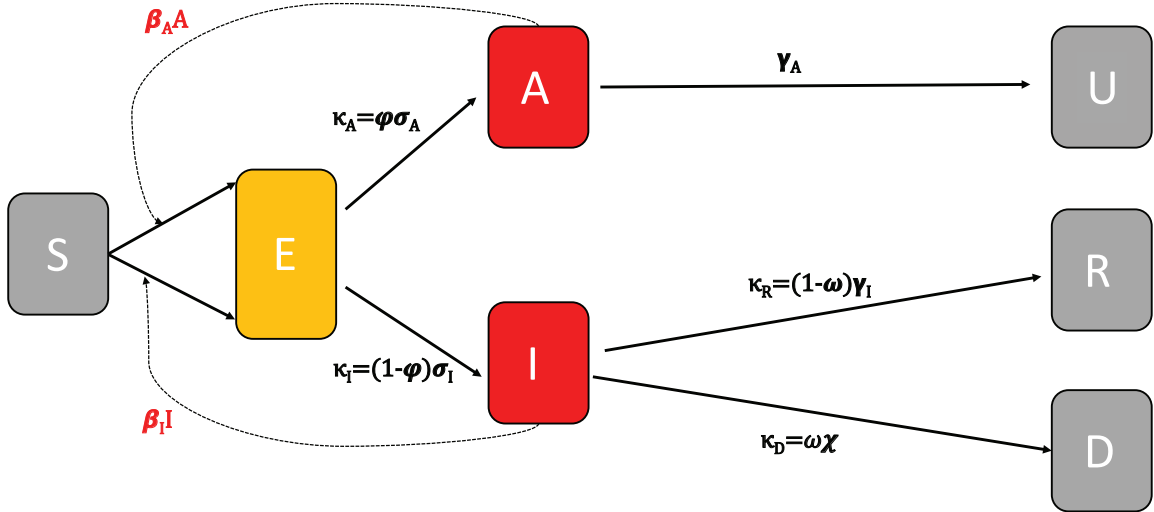 β_A A
A
γ_A
U
κ_A=φσ_A
S
E
κ_R=(1-ω)γ_I
R
κ_I=(1-φ)σ_I
I
β_I I
κ_D=ωχ
D